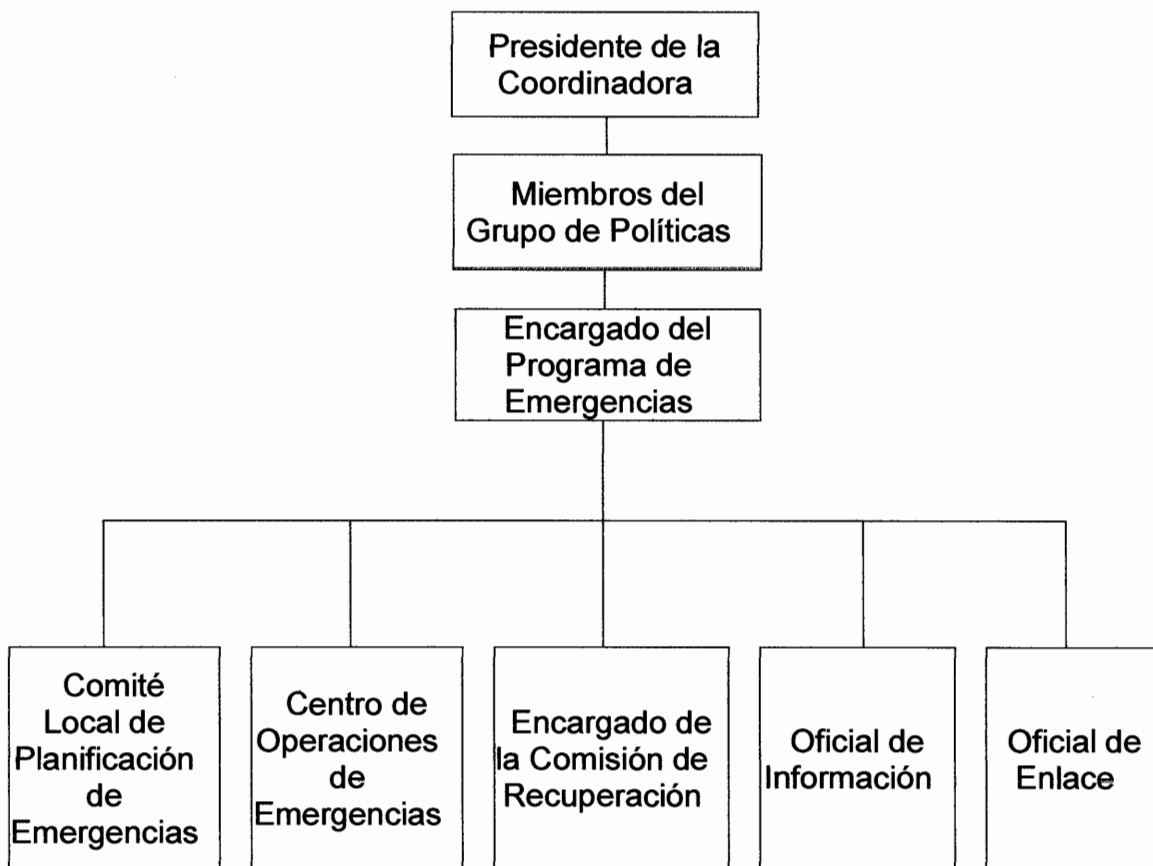 Presidente de la
Coordinadora
Miembros del
Grupo de Políticas
Encargado del
Programa de
Emergencias
Comité
Local de
Planificación
de
Emergencias
Centro de
Operaciones
de
Emergencias
Encargado de
la Comisión de
Recuperación
Oficial de
Información
Oficial de
Enlace